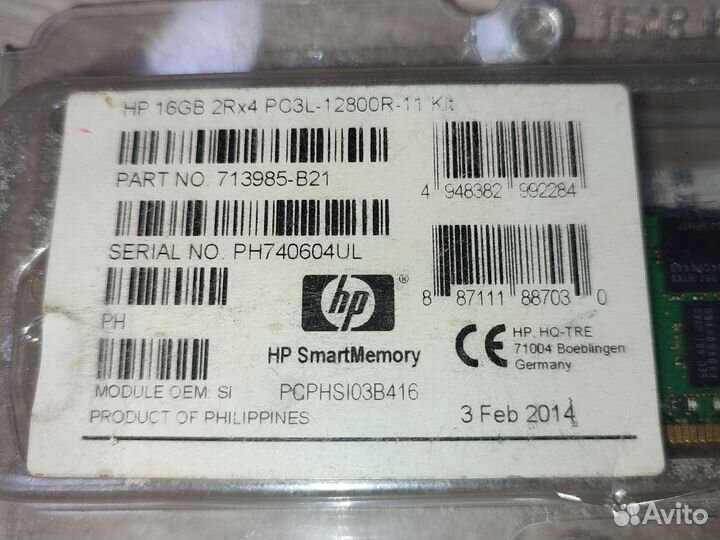 HP 16GB 2Rx4 PC3L-12800R-11 Kit
PART NO. 713985-B21
4 948382 992284
SERIAL NO. PH740604UL
8 87111 88703 0
PH
hp ®
HP SmartMemory
CE
HP, HQ-TRE
71004 Boeblingen
Germany
MODULE OEM: SI
PCPHSI03B416
PRODUCT OF PHILIPPINES
3 Feb 2014
Avito